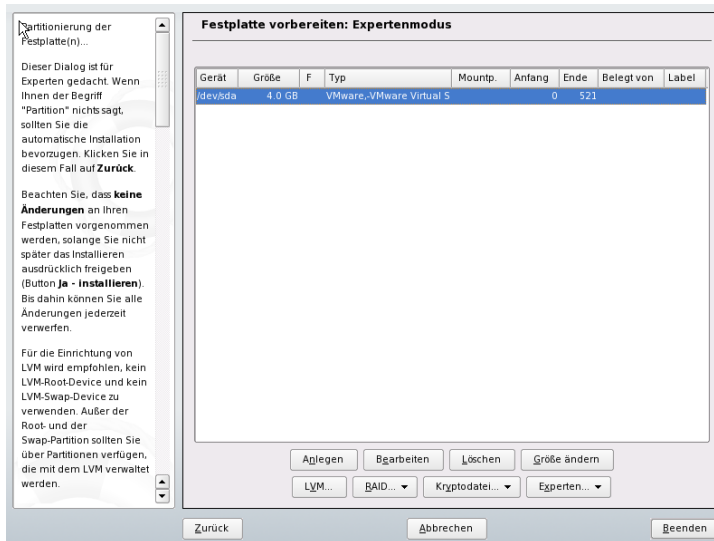 Partitionierung der
Festplatte(n)...
Dieser Dialog ist für
Experten gedacht. Wenn
Ihnen der Begriff
"Partition" nichts sagt,
sollten Sie die
automatische Installation
bevorzugen. Klicken Sie in
diesem Fall auf Zurück.
Beachten Sie, dass keine
Änderungen an Ihren
Festplatten vorgenommen
werden, solange Sie nicht
später das Installieren
ausdrücklich freigeben
(Button Ja - installieren).
Bis dahin können Sie alle
Änderungen jederzeit
verwerfen.
Für die Einrichtung von
LVM wird empfohlen, kein
LVM-Root-Device und kein
LVM-Swap-Device zu
verwenden. Außer der
Root- und der
Swap-Partition sollten Sie
über Partitionen verfügen,
die mit dem LVM verwaltet
werden.
Festplatte vorbereiten: Expertenmodus
Gerät Größe F Typ Mountp. Anfang Ende Belegt von Label
/dev/sda 4.0 GB VMware,-VMware Virtual S 0 521
Anlegen Bearbeiten Löschen Größe ändern
LVM... RAID... Kryptodatei... Experten...
Zurück Abbrechen Beenden